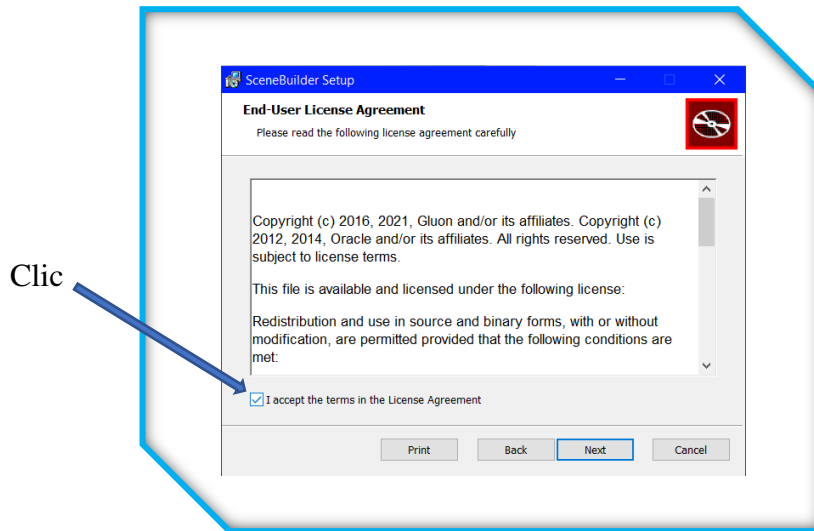 SceneBuilder Setup
End-User License Agreement
Please read the following license agreement carefully
Copyright (c) 2016, 2021, Gluon and/or its affiliates. Copyright (c)
2012, 2014, Oracle and/or its affiliates. All rights reserved. Use is
subject to license terms.
This file is available and licensed under the following license:
Redistribution and use in source and binary forms, with or without
modification, are permitted provided that the following conditions are
met:
Clic
I accept the terms in the License Agreement
Print
Back
Next
Cancel